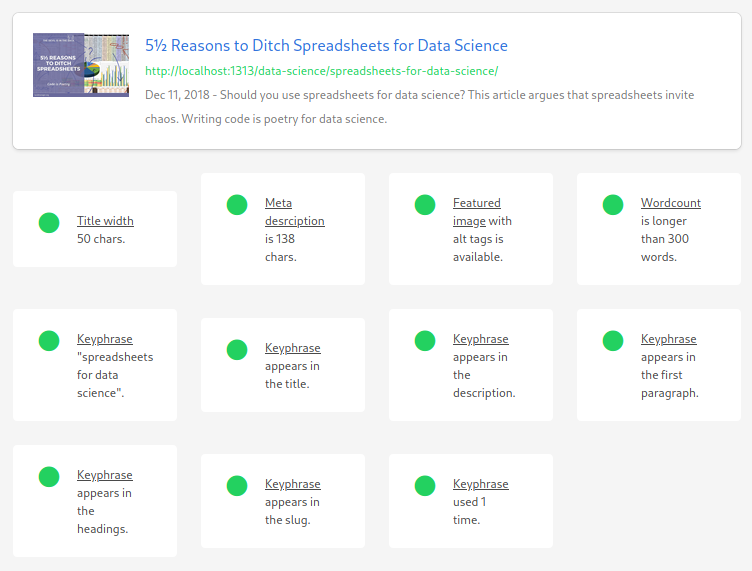 5½ REASONS
TO DITCH
SPREADSHEETS
5½ Reasons to Ditch Spreadsheets for Data Science
http://localhost:1313/data-science/spreadsheets-for-data-science/
Dec 11, 2018 - Should you use spreadsheets for data science? This article argues that spreadsheets invite
chaos. Writing code is poetry for data science.
Title width
50 chars.
Meta
desrciption
is 138
chars.
Featured
image with
alt tags is
available.
Wordcount
is longer
than 300
words.
Keyphrase
"spreadsheets
for data
science".
Keyphrase
appears in
the title.
Keyphrase
appears in
the
description.
Keyphrase
appears in
the first
paragraph.
Keyphrase
appears in
the
headings.
Keyphrase
appears in
the slug.
Keyphrase
used 1
time.